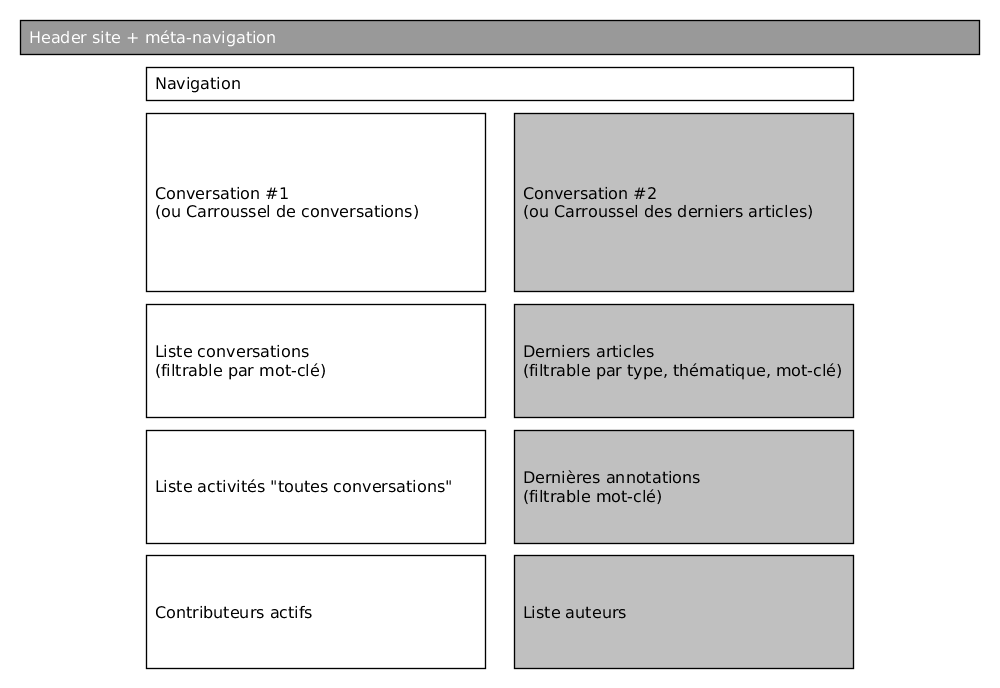 Header site + méta-navigation
Navigation
Conversation #1
(ou Carroussel de conversations)
Conversation #2
(ou Carroussel des derniers articles)
Liste conversations
(filtrable par mot-clé)
Derniers articles
(filtrable par type, thématique, mot-clé)
Liste activités "toutes conversations"
Dernières annotations
(filtrable mot-clé)
Contributeurs actifs
Liste auteurs